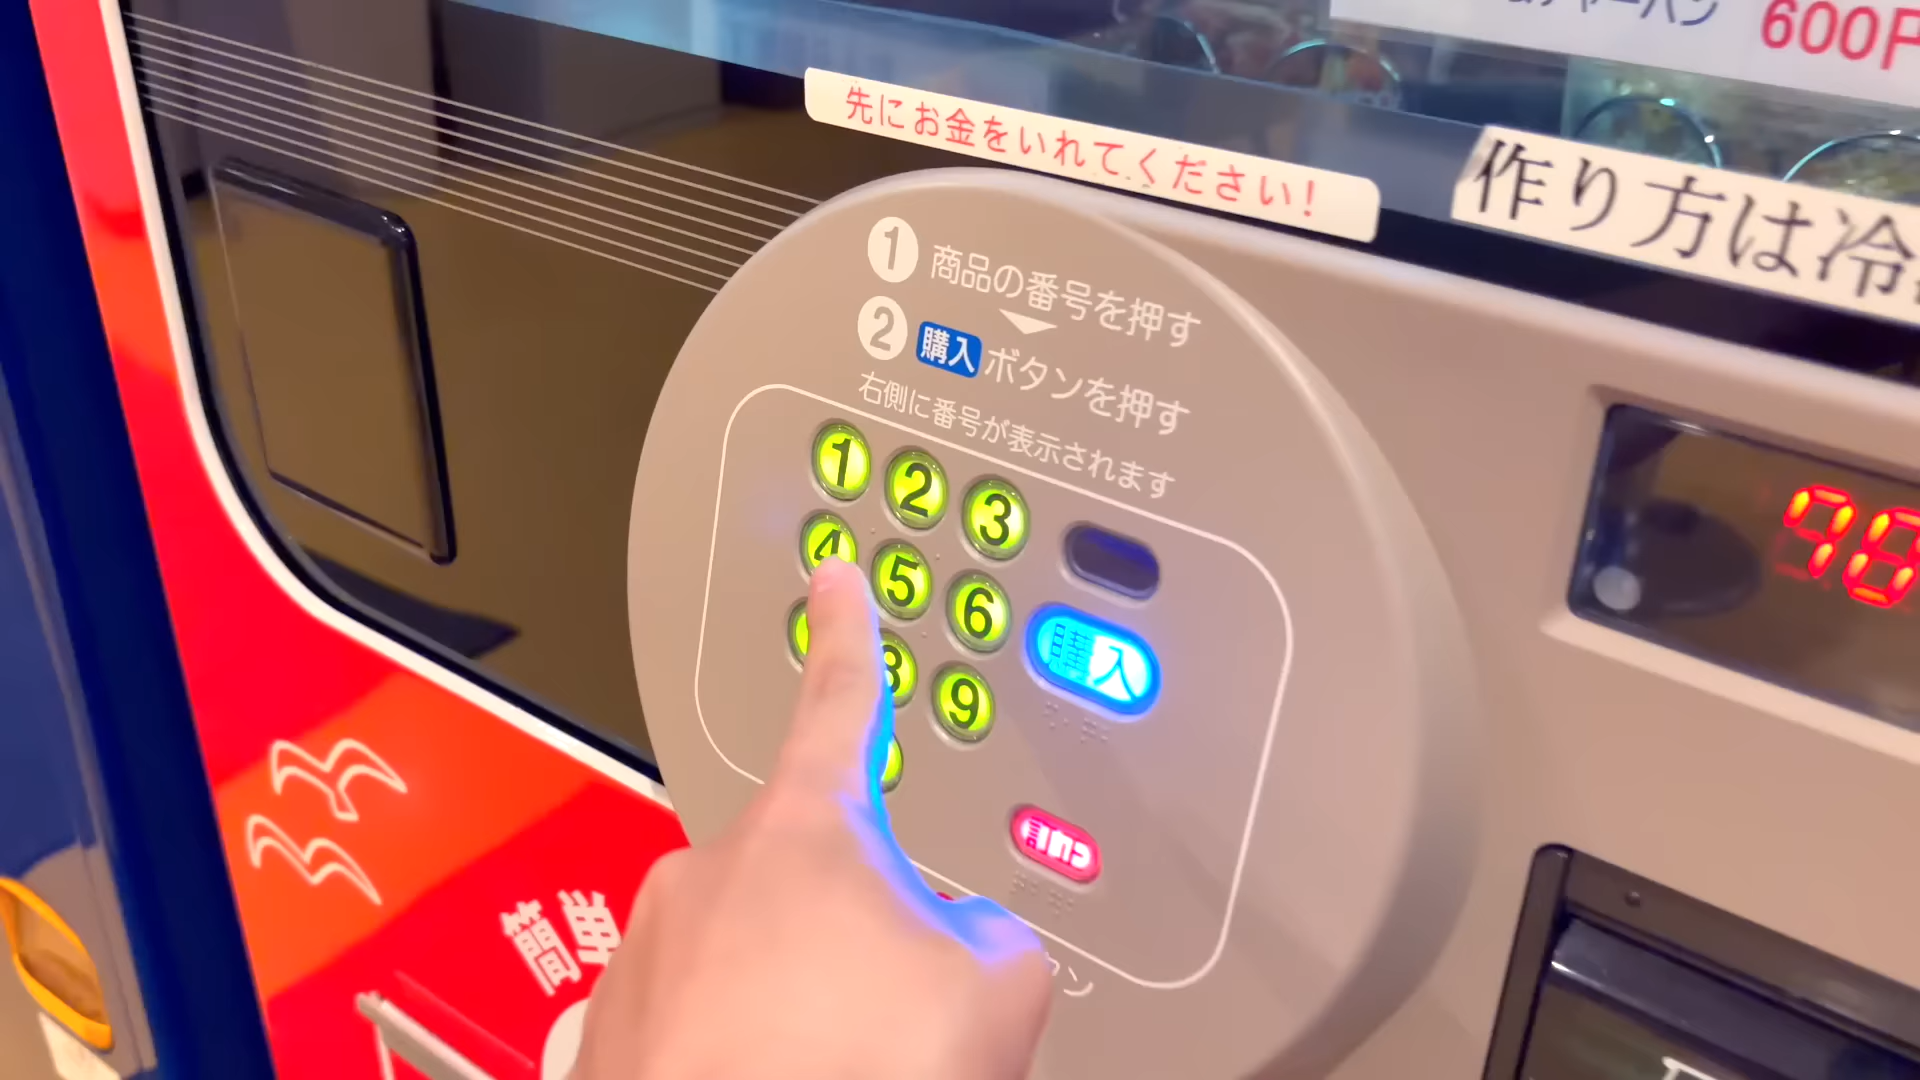 600円
先にお金をいれてください!
作り方は冷
1 商品の番号を押す
2 購入 ボタンを押す
右側に番号が表示されます
1 2 3
4 5 6
8 9
購入
訂正
簡単